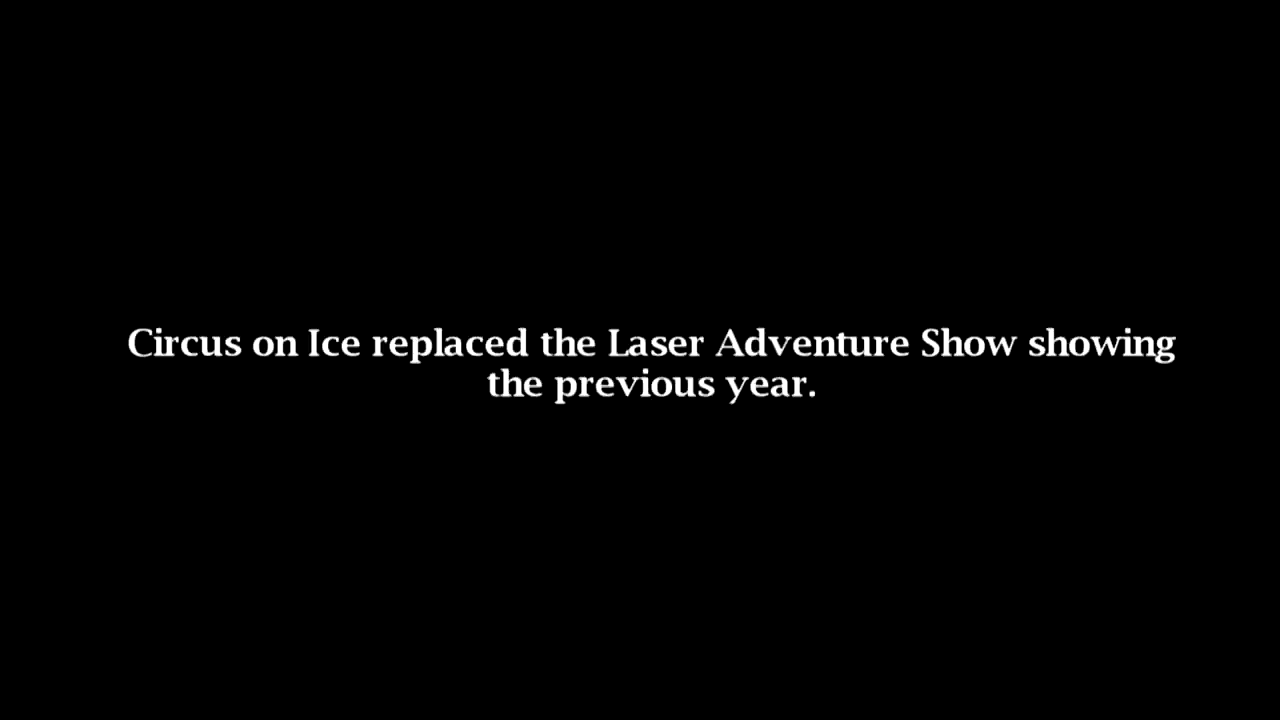 Circus on Ice replaced the Laser Adventure Show showing
the previous year.